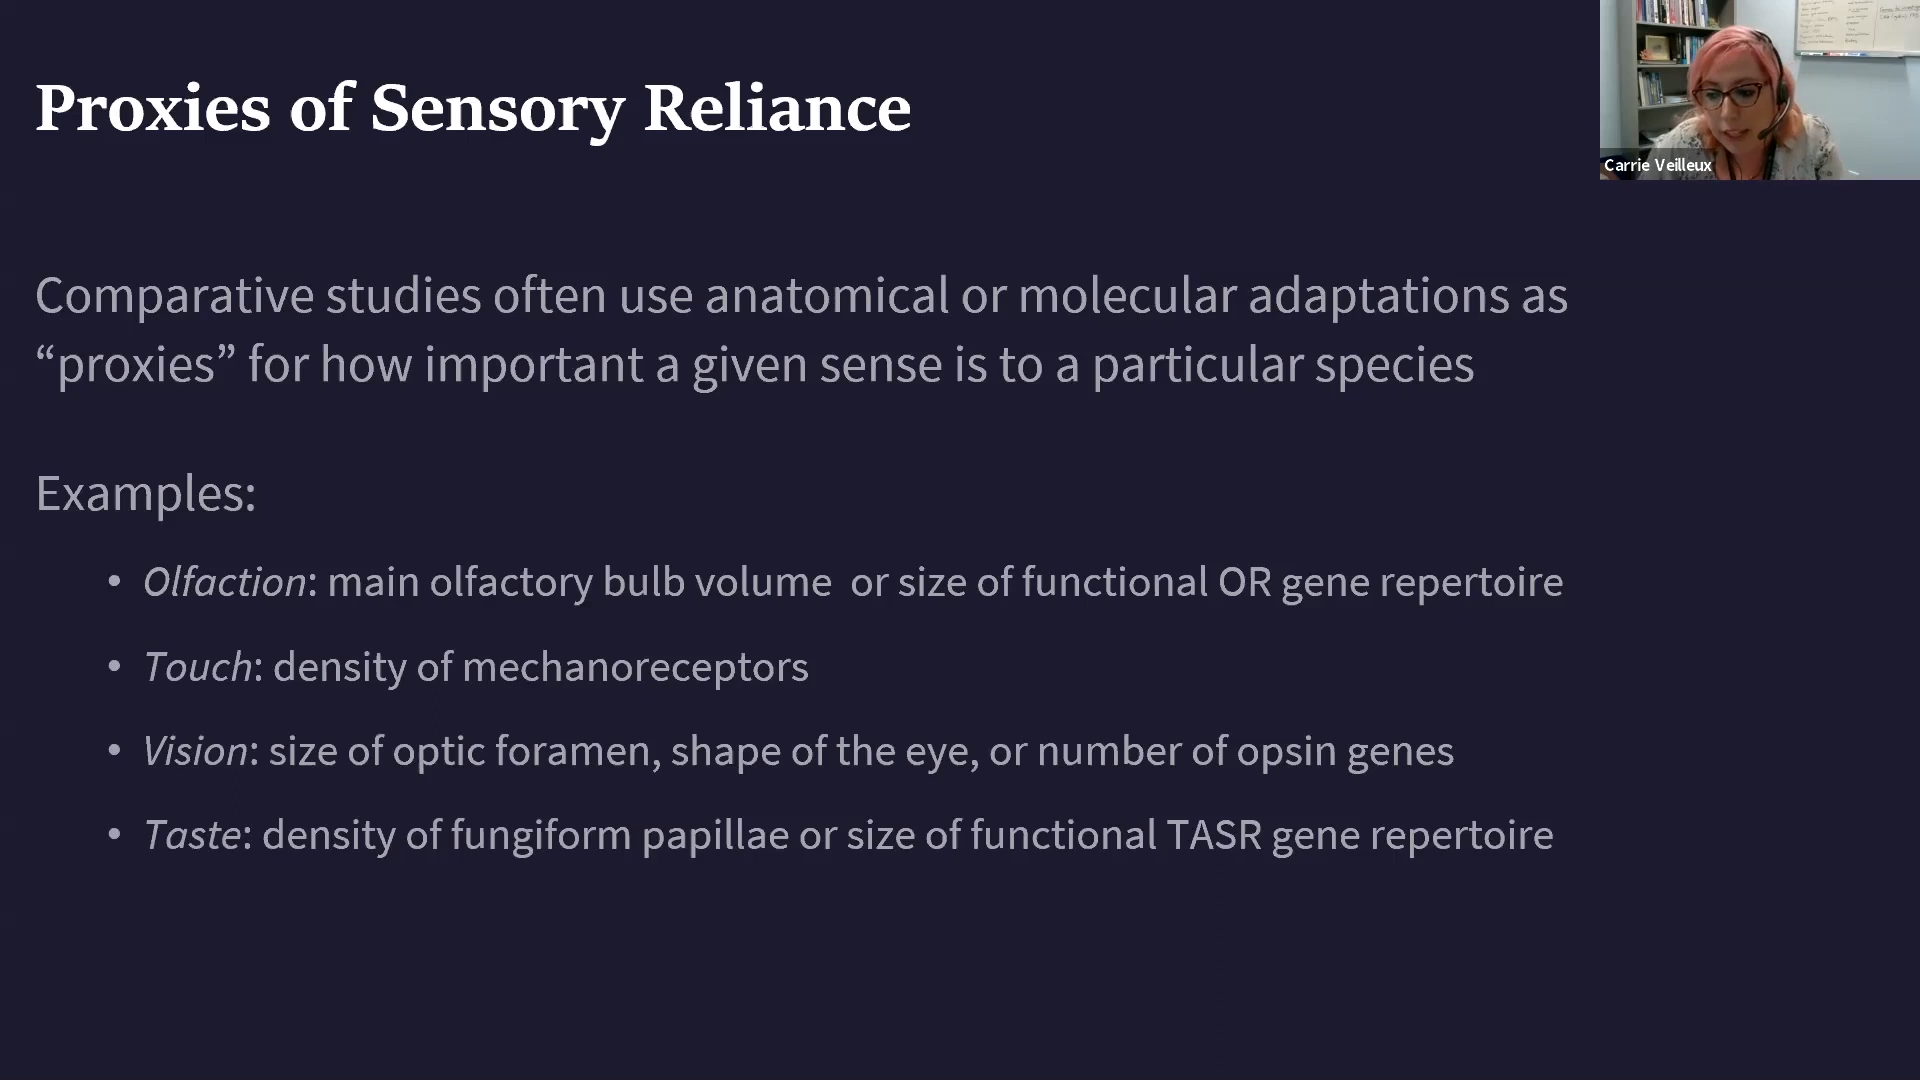 Proxies of Sensory Reliance
Carrie Veilleux
Comparative studies often use anatomical or molecular adaptations as
“proxies” for how important a given sense is to a particular species
Examples:
• Olfaction: main olfactory bulb volume  or size of functional OR gene repertoire
• Touch: density of mechanoreceptors
• Vision: size of optic foramen, shape of the eye, or number of opsin genes
• Taste: density of fungiform papillae or size of functional TASR gene repertoire